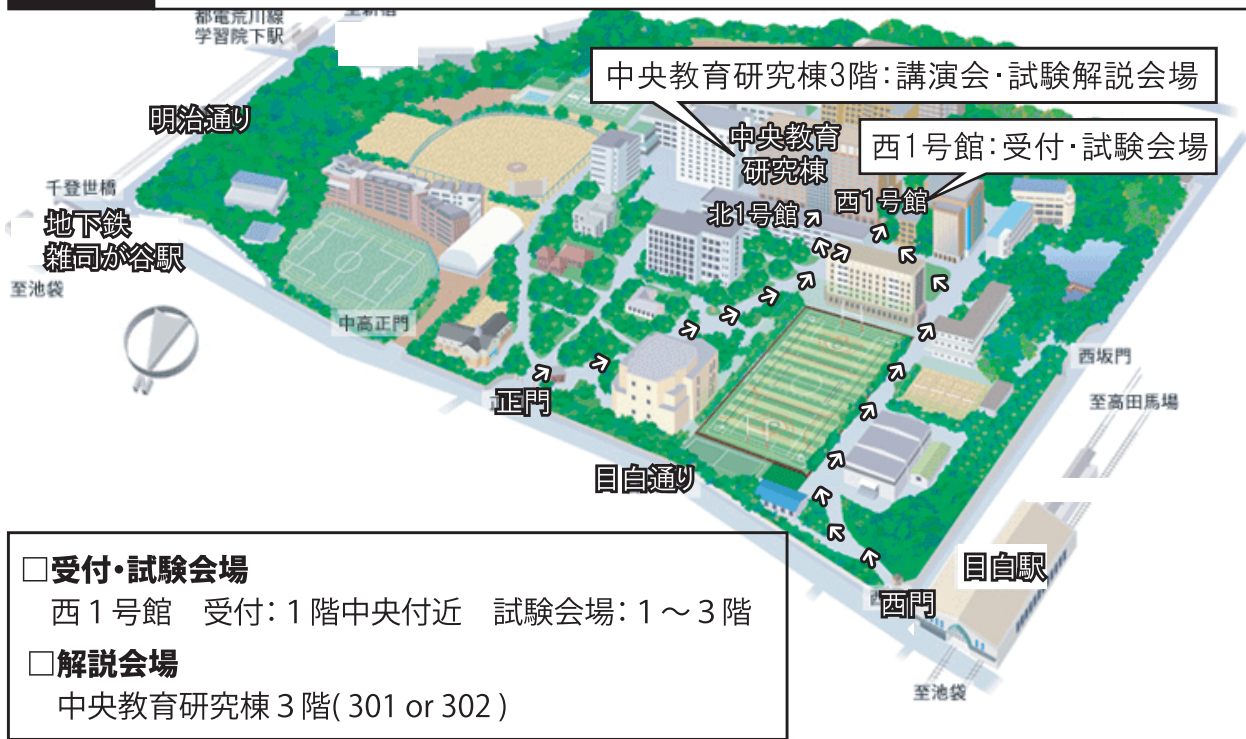 都電荒川線
学習院下駅
明治通り
中央教育研究棟3階：講演会・試験解説会場
中央教育
研究棟
西1号館：受付・試験会場
千登世橋
地下鉄
雑司が谷駅
北1号館
西1号館
至池袋
中高正門
西坂門
正門
至高田馬場
目白通り
目白駅
西門
至池袋
□受付・試験会場
西１号館　受付：１階中央付近　試験会場：１～３階
□解説会場
中央教育研究棟３階( 301 or 302 )